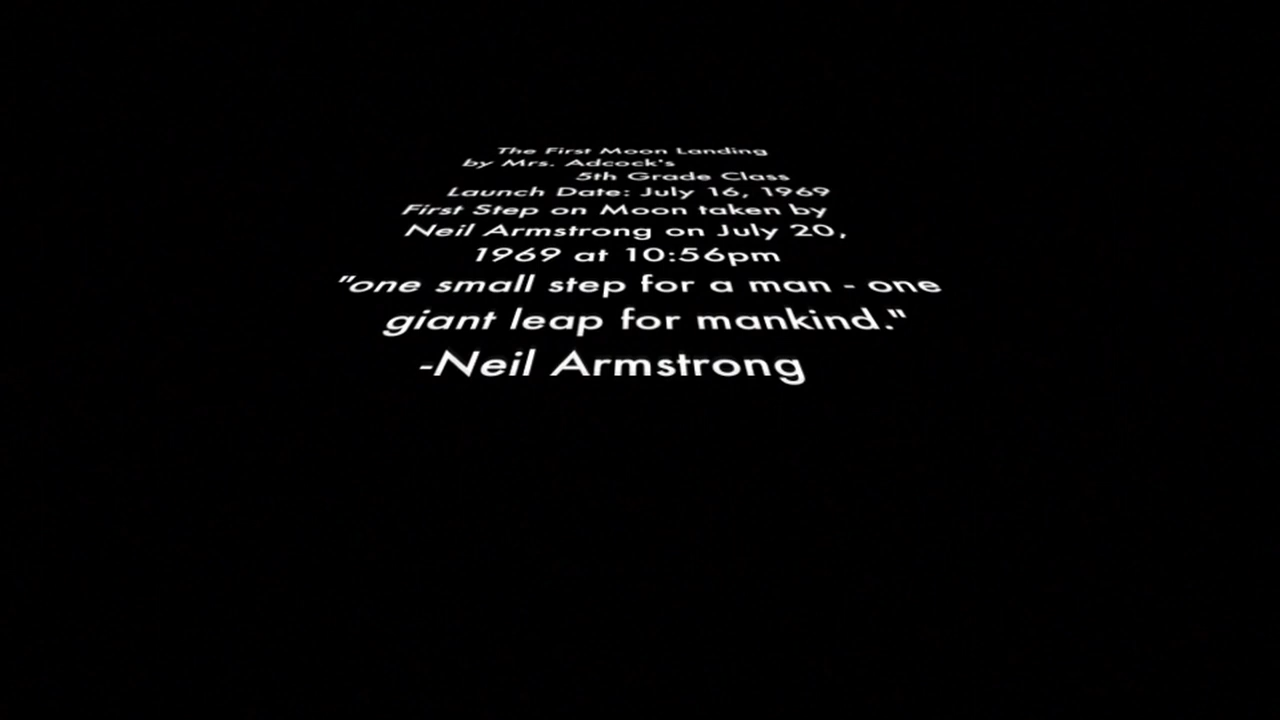 The First Moon Landing
by Mrs. Adcock's
5th Grade Class
Launch Date: July 16, 1969
First Step on Moon taken by
Neil Armstrong on July 20,
1969 at 10:56pm
"one small step for a man - one
giant leap for mankind."
-Neil Armstrong